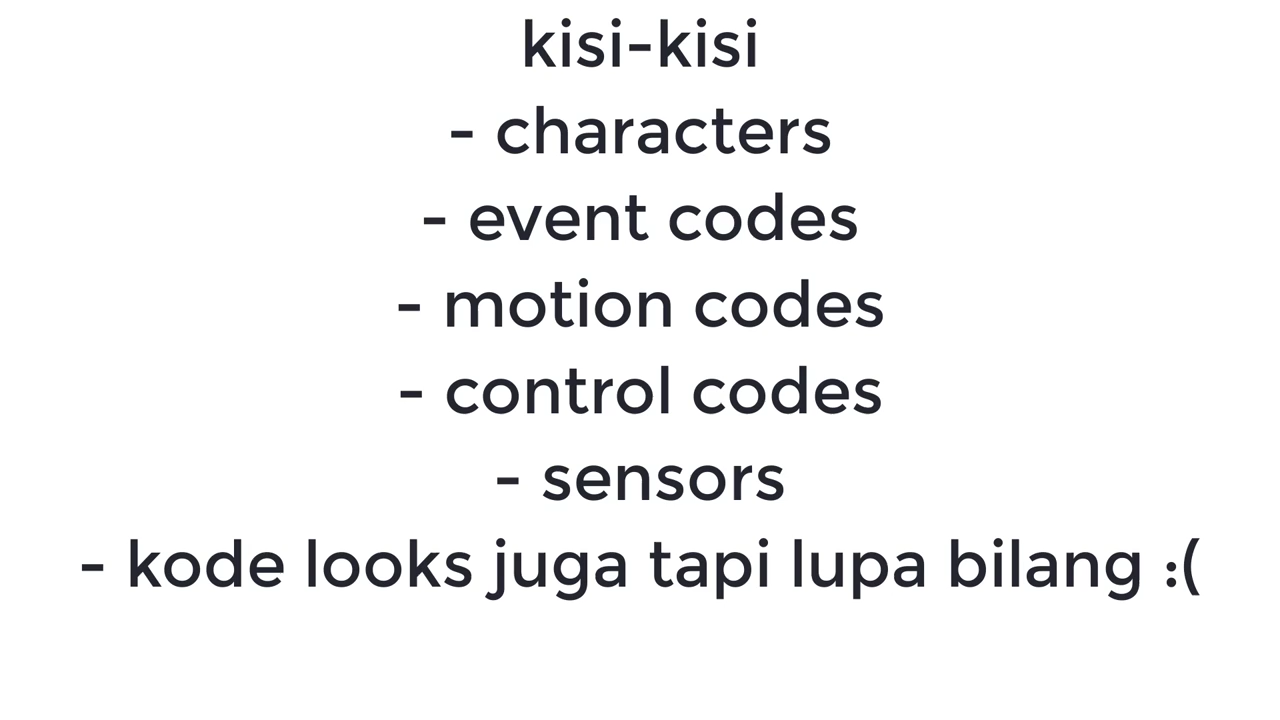 kisi-kisi
- characters
- event codes
- motion codes
- control codes
- sensors
- kode looks juga tapi lupa bilang :(